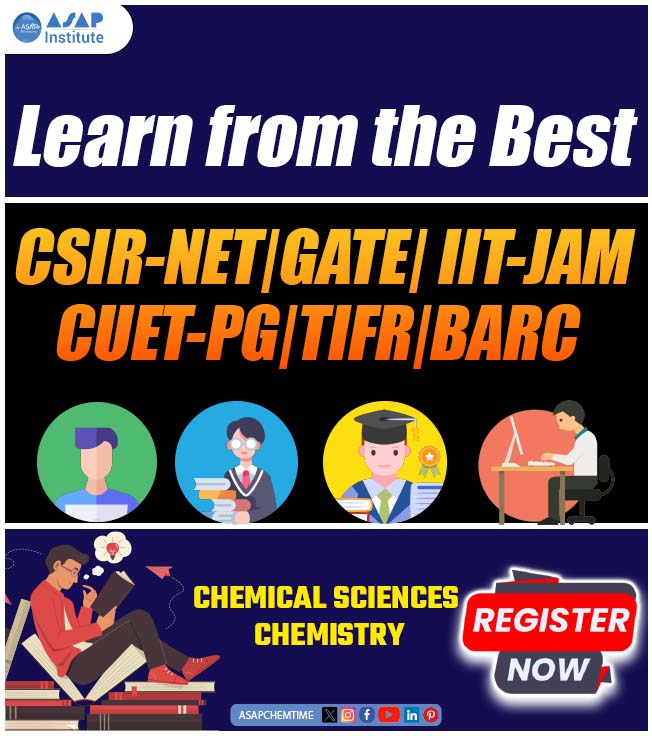 ASAP
Institute
Learn from the Best
CSIR-NET|GATE| IIT-JAM
CUET-PG|TIFR|BARC
CHEMICAL SCIENCES
CHEMISTRY
REGISTER
NOW
ASAPCHEMTIME